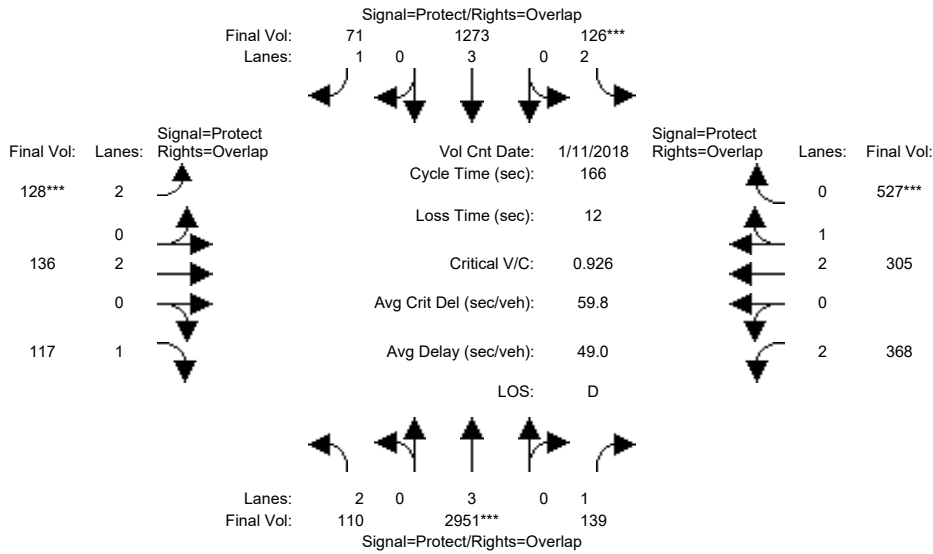 Signal=Protect/Rights=Overlap
Final Vol: 71 1273 126***
Lanes: 1 0 3 0 2
Signal=Protect
Final Vol: Lanes: Rights=Overlap
Vol Cnt Date: 1/11/2018
Signal=Protect
Rights=Overlap Lanes: Final Vol:
Cycle Time (sec): 166
128*** 2
0 527***
Loss Time (sec): 12
0
1
136 2
Critical V/C: 0.926
2 305
0
Avg Crit Del (sec/veh): 59.8
0
117 1
Avg Delay (sec/veh): 49.0
2 368
LOS: D
Lanes: 2 0 3 0 1
Final Vol: 110 2951*** 139
Signal=Protect/Rights=Overlap